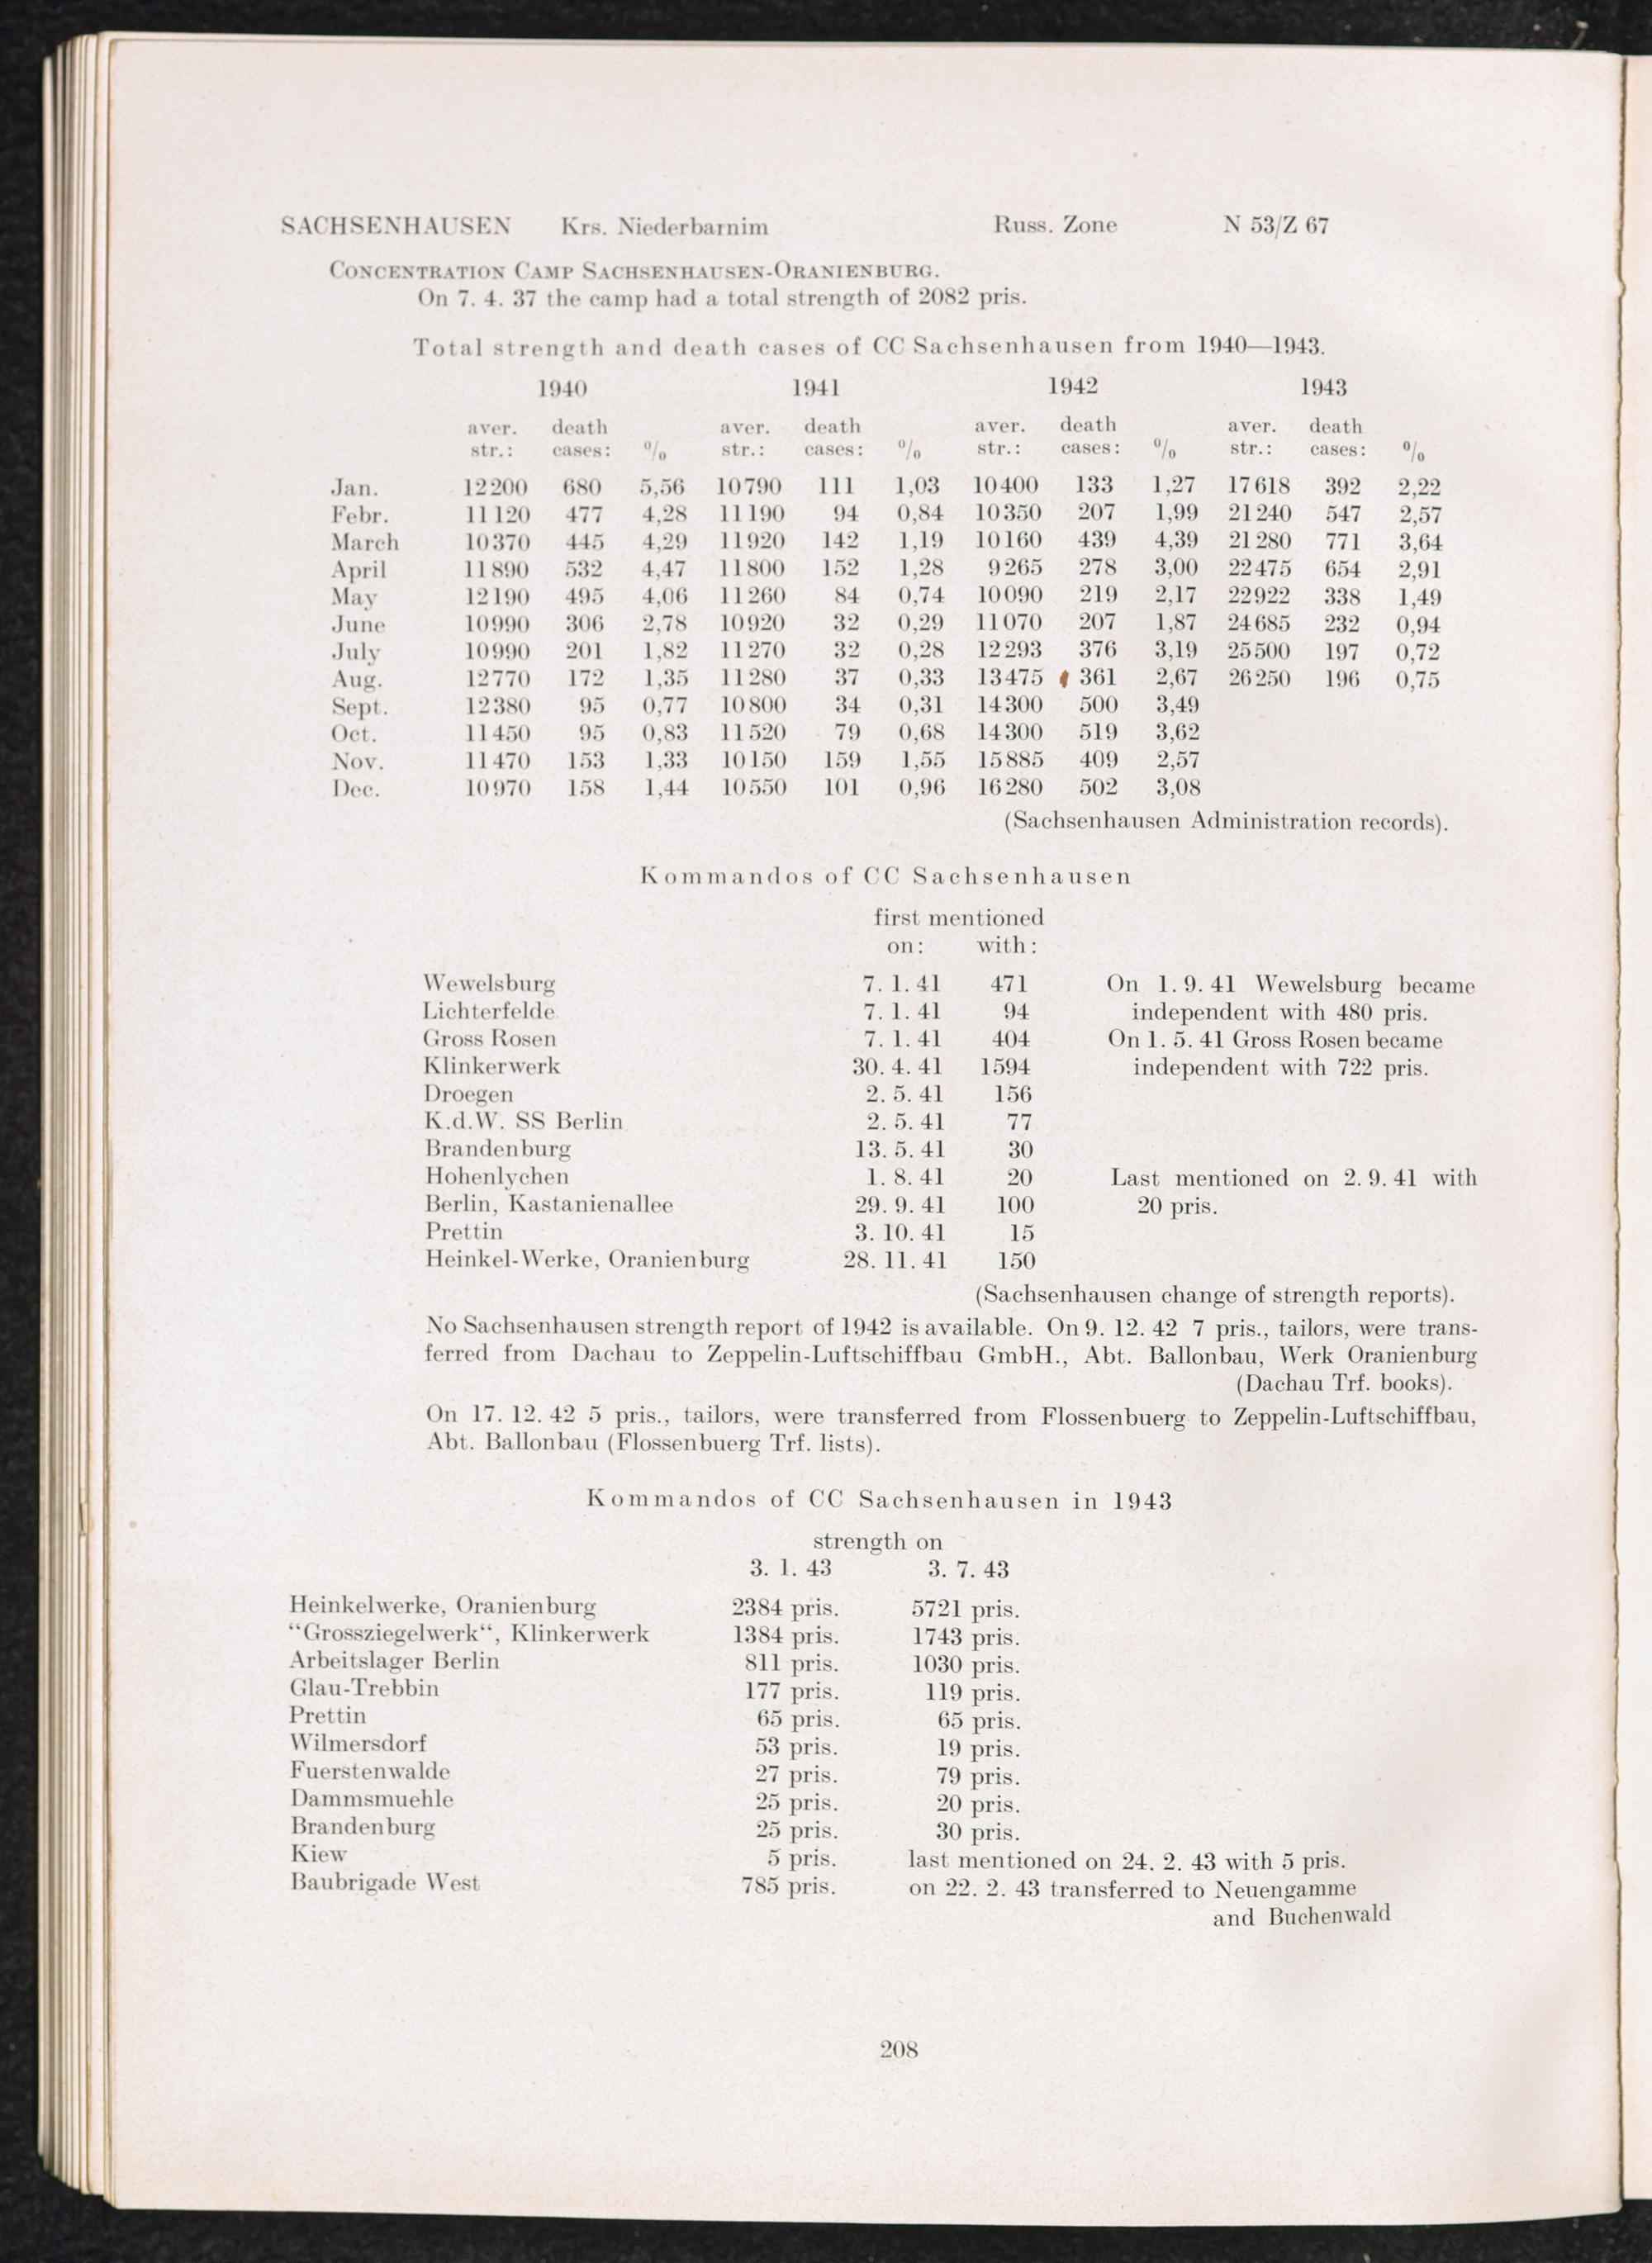 SACHSENHAUSEN Krs. Niederbarnim Russ. Zone N 53/Z 67
CONCENTRATION CAMP SACHSENHAUSEN-ORANIENBURG.
On 7. 4. 37 the camp had a total strength of 2082 pris.
Total strength and death cases of CC Sachsenhausen from 1940—1943.
1940 1941 1942 1943
aver. death aver. death aver. death aver. death
str.: cases: % str.: cases: % str.: cases: % str.: cases: %
Jan. 12200 680 5,56 10790 111 1,03 10400 133 1,27 17618 392 2,22
Febr. 11120 477 4,28 11190 94 0,84 10350 207 1,99 21240 547 2,57
March 10370 445 4,29 11920 142 1,19 10160 439 4,39 21280 771 3,64
April 11890 532 4,47 11800 152 1,28 9265 278 3,00 22475 654 2,91
May 12190 495 4,06 11260 84 0,74 10090 219 2,17 22922 338 1,49
June 10990 306 2,78 10920 32 0,29 11070 207 1,87 24685 232 0,94
July 10990 201 1,82 11270 32 0,28 12293 376 3,19 25500 197 0,72
Aug. 12770 172 1,35 11280 37 0,33 13475 361 2,67 26250 196 0,75
Sept. 12380 95 0,77 10800 34 0,31 14300 500 3,49
Oct. 11450 95 0,83 11520 79 0,68 14300 519 3,62
Nov. 11470 153 1,33 10150 159 1,55 15885 409 2,57
Dec. 10970 158 1,44 10550 101 0,96 16280 502 3,08
(Sachsenhausen Administration records).
Kommandos of CC Sachsenhausen
first mentioned
on: with:
Wewelsburg 7. 1. 41 471 On 1. 9. 41 Wewelsburg became
Lichterfelde 7. 1. 41 94 independent with 480 pris.
Gross Rosen 7. 1. 41 404 On 1. 5. 41 Gross Rosen became
Klinkerwerk 30. 4. 41 1594 independent with 722 pris.
Droegen 2. 5. 41 156
K.d.W. SS Berlin 2. 5. 41 77
Brandenburg 13. 5. 41 30
Hohenlychen 1. 8. 41 20 Last mentioned on 2. 9. 41 with
Berlin, Kastanienallee 29. 9. 41 100 20 pris.
Prettin 3. 10. 41 15
Heinkel-Werke, Oranienburg 28. 11. 41 150
(Sachsenhausen change of strength reports).
No Sachsenhausen strength report of 1942 is available. On 9. 12. 42 7 pris., tailors, were trans-
ferred from Dachau to Zeppelin-Luftschiffbau GmbH., Abt. Ballonbau, Werk Oranienburg
(Dachau Trf. books).
On 17. 12. 42 5 pris., tailors, were transferred from Flossenbuerg to Zeppelin-Luftschiffbau,
Abt. Ballonbau (Flossenbuerg Trf. lists).
Kommandos of CC Sachsenhausen in 1943
strength on
3. 1. 43 3. 7. 43
Heinkelwerke, Oranienburg 2384 pris. 5721 pris.
“Grossziegelwerk“, Klinkerwerk 1384 pris. 1743 pris.
Arbeitslager Berlin 811 pris. 1030 pris.
Glau-Trebbin 177 pris. 119 pris.
Prettin 65 pris. 65 pris.
Wilmersdorf 53 pris. 19 pris.
Fuerstenwalde 27 pris. 79 pris.
Dammsmuehle 25 pris. 20 pris.
Brandenburg 25 pris. 30 pris.
Kiew 5 pris. last mentioned on 24. 2. 43 with 5 pris.
Baubrigade West 785 pris. on 22. 2. 43 transferred to Neuengamme
and Buchenwald
208